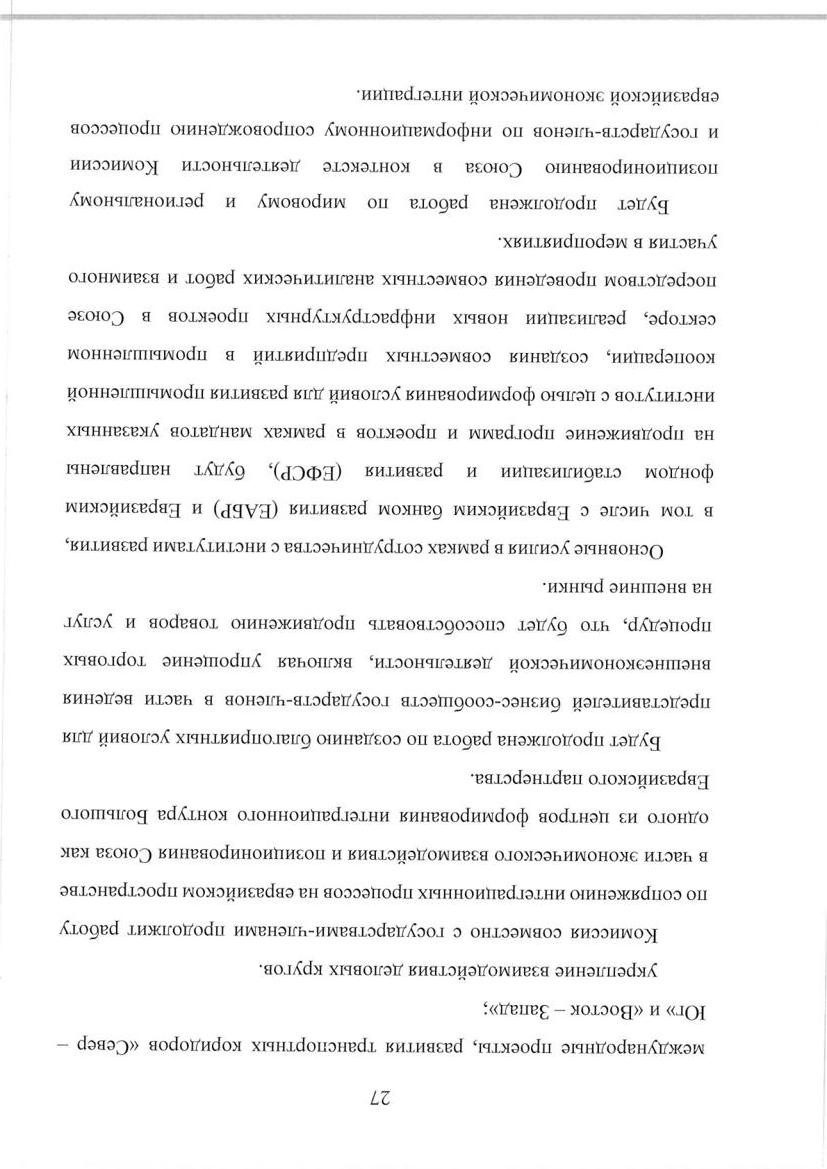 27
международные проекты, развития транспортных коридоров «Север –
Юг» и «Восток – Запад»;
укрепление взаимодействия деловых кругов.
Комиссия совместно с государствами-членами продолжит работу
по сопряжению интеграционных процессов на евразийском пространстве
в части экономического взаимодействия и позиционирования Союза как
одного из центров формирования интеграционного контура Большого
Евразийского партнерства.
Будет продолжена работа по созданию благоприятных условий для
представителей бизнес-сообществ государств-членов в части ведения
внешнеэкономической деятельности, включая упрощение торговых
процедур, что будет способствовать продвижению товаров и услуг
на внешние рынки.
Основные усилия в рамках сотрудничества с институтами развития,
в том числе с Евразийским банком развития (ЕАБР) и Евразийским
фондом стабилизации и развития (ЕФСР), будут направлены
на продвижение программ и проектов в рамках мандатов указанных
институтов с целью формирования условий для развития промышленной
кооперации, создания совместных предприятий в промышленном
секторе, реализации новых инфраструктурных проектов в Союзе
посредством проведения совместных аналитических работ и взаимного
участия в мероприятиях.
Будет продолжена работа по мировому и региональному
позиционированию Союза в контексте деятельности Комиссии
и государств-членов по информационному сопровождению процессов
евразийской экономической интеграции.